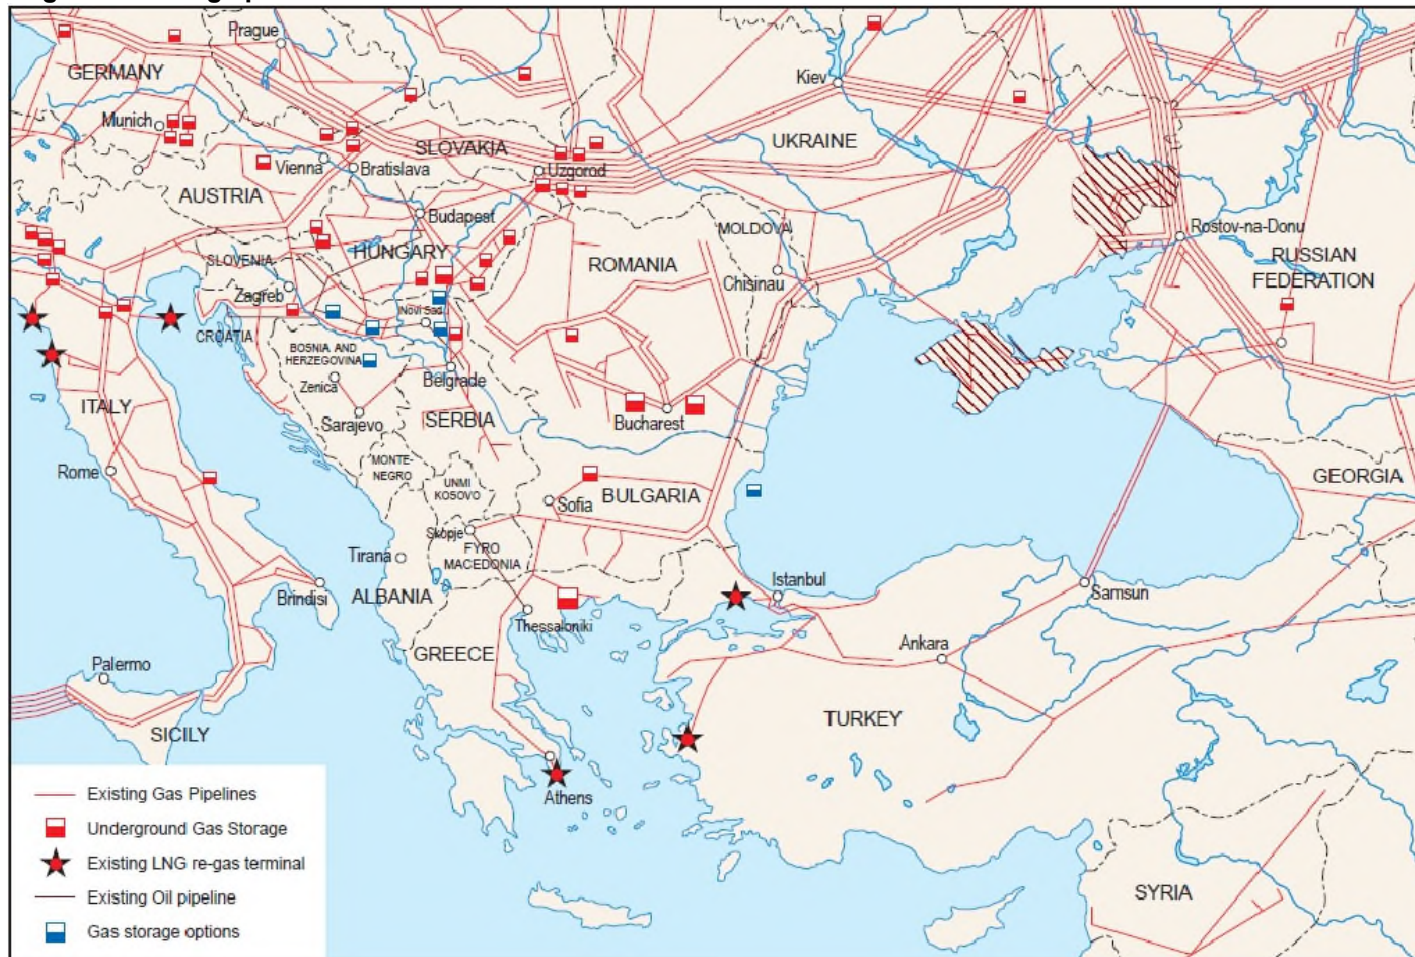 Prague
GERMANY
Kiev
Munich
UKRAINE
SLOVAKIA
Vienna
Bratislava
Uzgorod
AUSTRIA
Budapest
MOLDOVA
Rostov-na-Donu
HUNGARY
ROMANIA
RUSSIAN
FEDERATION
SLOVENIA
Chisinau
Zagreb
Novi Sad
CROATIA
BOSNIA AND
HERZEGOVINA
Belgrade
Zenica
ITALY
Sarajevo
SERBIA
Bucharest
Rome
MONTE-
NEGRO
UNMI
KOSOVO
GEORGIA
BULGARIA
Sofia
Skopje
Tirana
FYRO
MACEDONIA
Istanbul
Brindisi
ALBANIA
Samsun
Thessaloniki
Ankara
GREECE
Palermo
TURKEY
SICILY
Athens
Existing Gas Pipelines
Underground Gas Storage
Existing LNG re-gas terminal
Existing Oil pipeline
Gas storage options
SYRIA